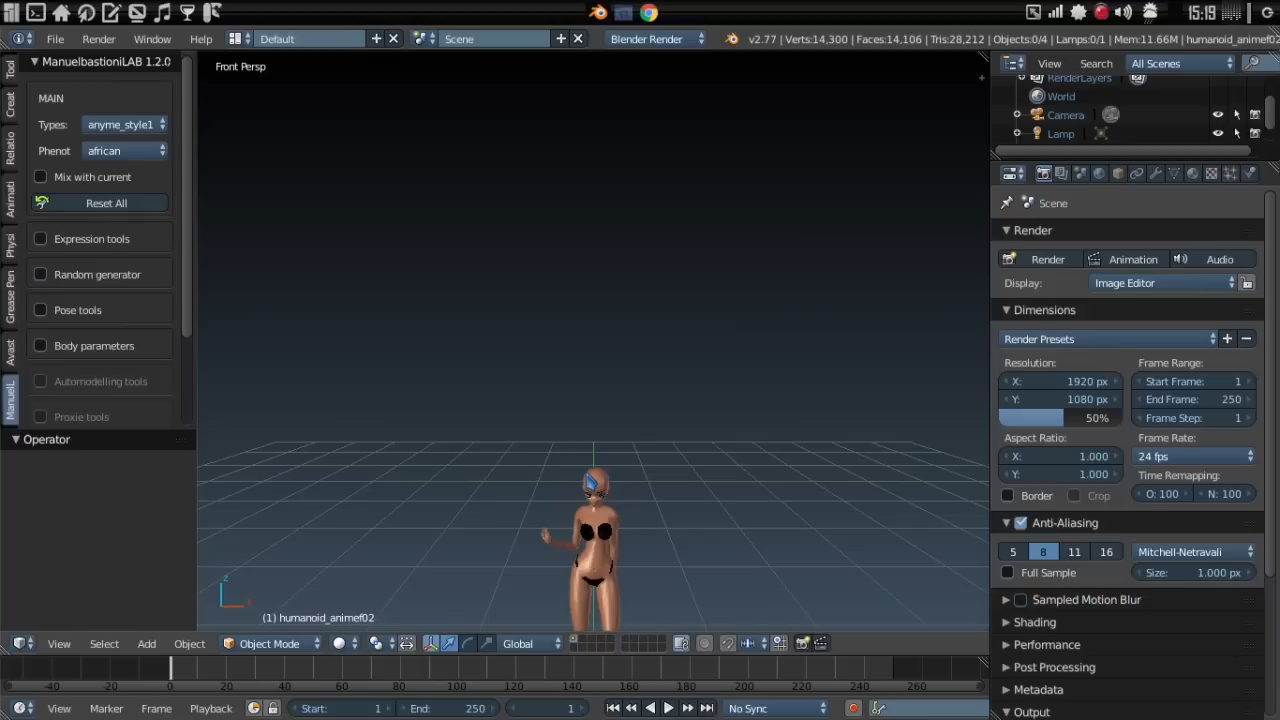 15:19
File Render Window Help Default Scene Blender Render v2.77 | Verts:14,300 | Faces:14,106 | Tris:28,212 | Objects:0/4 | Lamps:0/1 | Mem:11.66M | humanoid_animef02
ManuelbastioniLAB 1.2.0
Front Persp
View Search All Scenes
RenderLayers
World
Camera
Lamp
Tool
Creat
Relatio
Animati
Physi
Grease Pen
Avast
ManuelL
MAIN
Types: anyme_style1
Phenot african
Mix with current
Reset All
Expression tools
Random generator
Pose tools
Body parameters
Automodelling tools
Proxie tools
Operator
Scene
Render
Render Animation Audio
Display: Image Editor
Dimensions
Render Presets
Resolution: Frame Range:
X: 1920 px Start Frame: 1
Y: 1080 px End Frame: 250
50% Frame Step: 1
Aspect Ratio: Frame Rate:
X: 1.000 24 fps
Y: 1.000 Time Remapping:
Border Crop O: 100 N: 100
Anti-Aliasing
5 8 11 16 Mitchell-Netravali
Full Sample Size: 1.000 px
Sampled Motion Blur
Shading
Performance
Post Processing
Metadata
Output
z
(1) humanoid_animef02
View Select Add Object Object Mode Global
-40 -20 0 20 40 60 80 100 120 140 160 180 200 220 240 260
View Marker Frame Playback Start: 1 End: 250 1 No Sync